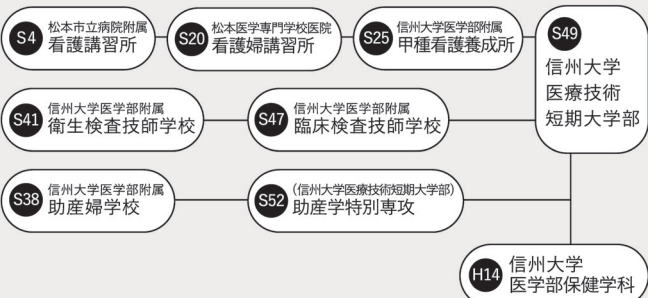 S4
松本市立病院附属
看護講習所
S20
松本医学専門学校医院
看護婦講習所
S25
信州大学医学部附属
甲種看護養成所
S49
信州大学
医療技術
短期大学部
S41
信州大学医学部附属
衛生検査技師学校
S47
信州大学医学部附属
臨床検査技師学校
S38
信州大学医学部附属
助産婦学校
S52
(信州大学医療技術短期大学部)
助産学特別専攻
H14
信州大学
医学部保健学科